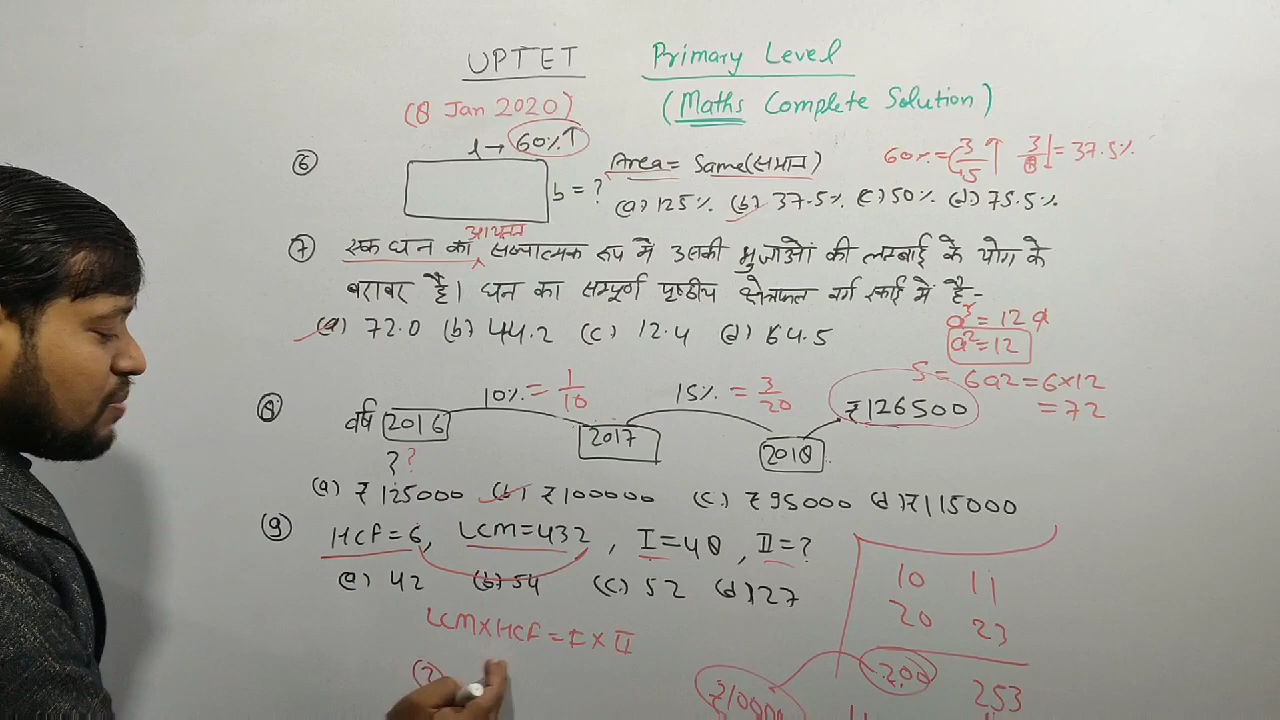 UPTET Primary Level
(8 Jan 2020) (Maths Complete Solution)
(6) l → 60%↑ b = ? Area = Same (समान) 60% = 3/5 ↑ 3/8 ↓ = 37.5%
(a) 125% (b) 37.5% (c) 50% (d) 75.5%
आयतन
(7) एक घन का ^ संख्यात्मक रूप में उसकी भुजाओं की लम्बाई के योग के
बराबर है। घन का सम्पूर्ण पृष्ठीय क्षेत्रफल वर्ग इकाई में है-
(a) 72.0 (b) 44.2 (c) 12.4 (d) 64.5
a³ = 12a
a² = 12
S = 6a2 = 6×12
= 72
(8) वर्ष 2016 10% = 1/10 2017 15% = 3/20 2018 ₹126500
? ?
(a) ₹125000 (b) ₹100000 (c) ₹95000 (d) ₹115000
(9) HCF = 6, LCM = 432, I = 48, II = ?
(a) 42 (b) 54 (c) 52 (d) 127
LCM×HCF = I × II
(2)
10 11
20 23
200 253